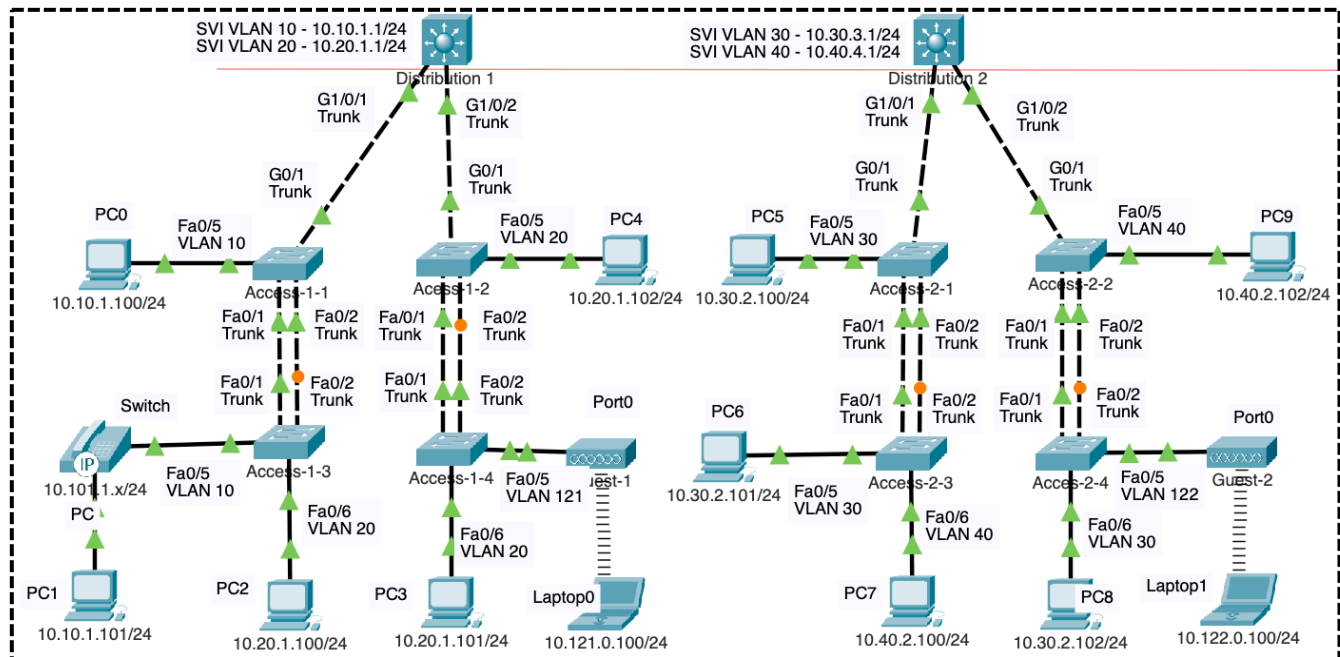 SVI VLAN 10 - 10.10.1.1/24
SVI VLAN 20 - 10.20.1.1/24
Distribution 1
SVI VLAN 30 - 10.30.3.1/24
SVI VLAN 40 - 10.40.4.1/24
Distribution 2
G1/0/1
Trunk
G1/0/2
Trunk
G1/0/1
Trunk
G1/0/2
Trunk
G0/1
Trunk
G0/1
Trunk
G0/1
Trunk
G0/1
Trunk
PC0
Fa0/5
VLAN 10
10.10.1.100/24
Access-1-1
Fa0/5
VLAN 20
PC4
10.20.1.102/24
Acess-1-2
PC5
Fa0/5
VLAN 30
10.30.2.100/24
Access-2-1
Fa0/5
VLAN 40
PC9
10.40.2.102/24
Access-2-2
Fa0/1
Trunk
Fa0/2
Trunk
Fa/0/1
Trunk
Fa0/2
Trunk
Fa0/1
Trunk
Fa0/2
Trunk
Fa0/1
Trunk
Fa0/2
Trunk
Fa0/1
Trunk
Fa0/2
Trunk
Fa0/1
Trunk
Fa0/2
Trunk
Fa0/1
Trunk
Fa0/2
Trunk
Fa0/1
Trunk
Fa0/2
Trunk
Switch
IP
10.101.1.x/24
PC
Fa0/5
VLAN 10
Access-1-3
Fa0/6
VLAN 20
PC1
10.10.1.101/24
PC2
10.20.1.100/24
Access-1-4
Port0
Fa0/5
VLAN 121
uest-1
Fa0/6
VLAN 20
PC3
10.20.1.101/24
Laptop0
10.121.0.100/24
PC6
10.30.2.101/24
Fa0/5
VLAN 30
Access-2-3
Fa0/6
VLAN 40
PC7
10.40.2.100/24
Acces-2-4
Port0
Fa0/5
VLAN 122
Guest-2
Fa0/6
VLAN 30
PC8
10.30.2.102/24
Laptop1
10.122.0.100/24